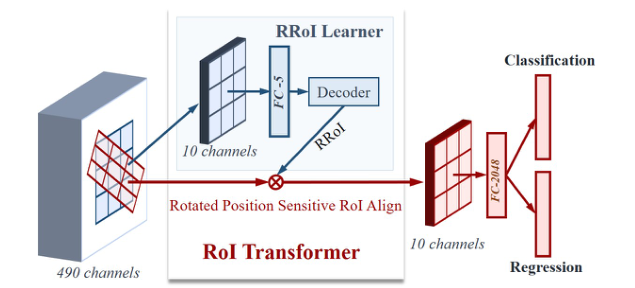 RRoI Learner
Classification
FC-5
Decoder
10 channels
RRoI
FC-2048
Rotated Position Sensitive RoI Align
10 channels
RoI Transformer
490 channels
Regression